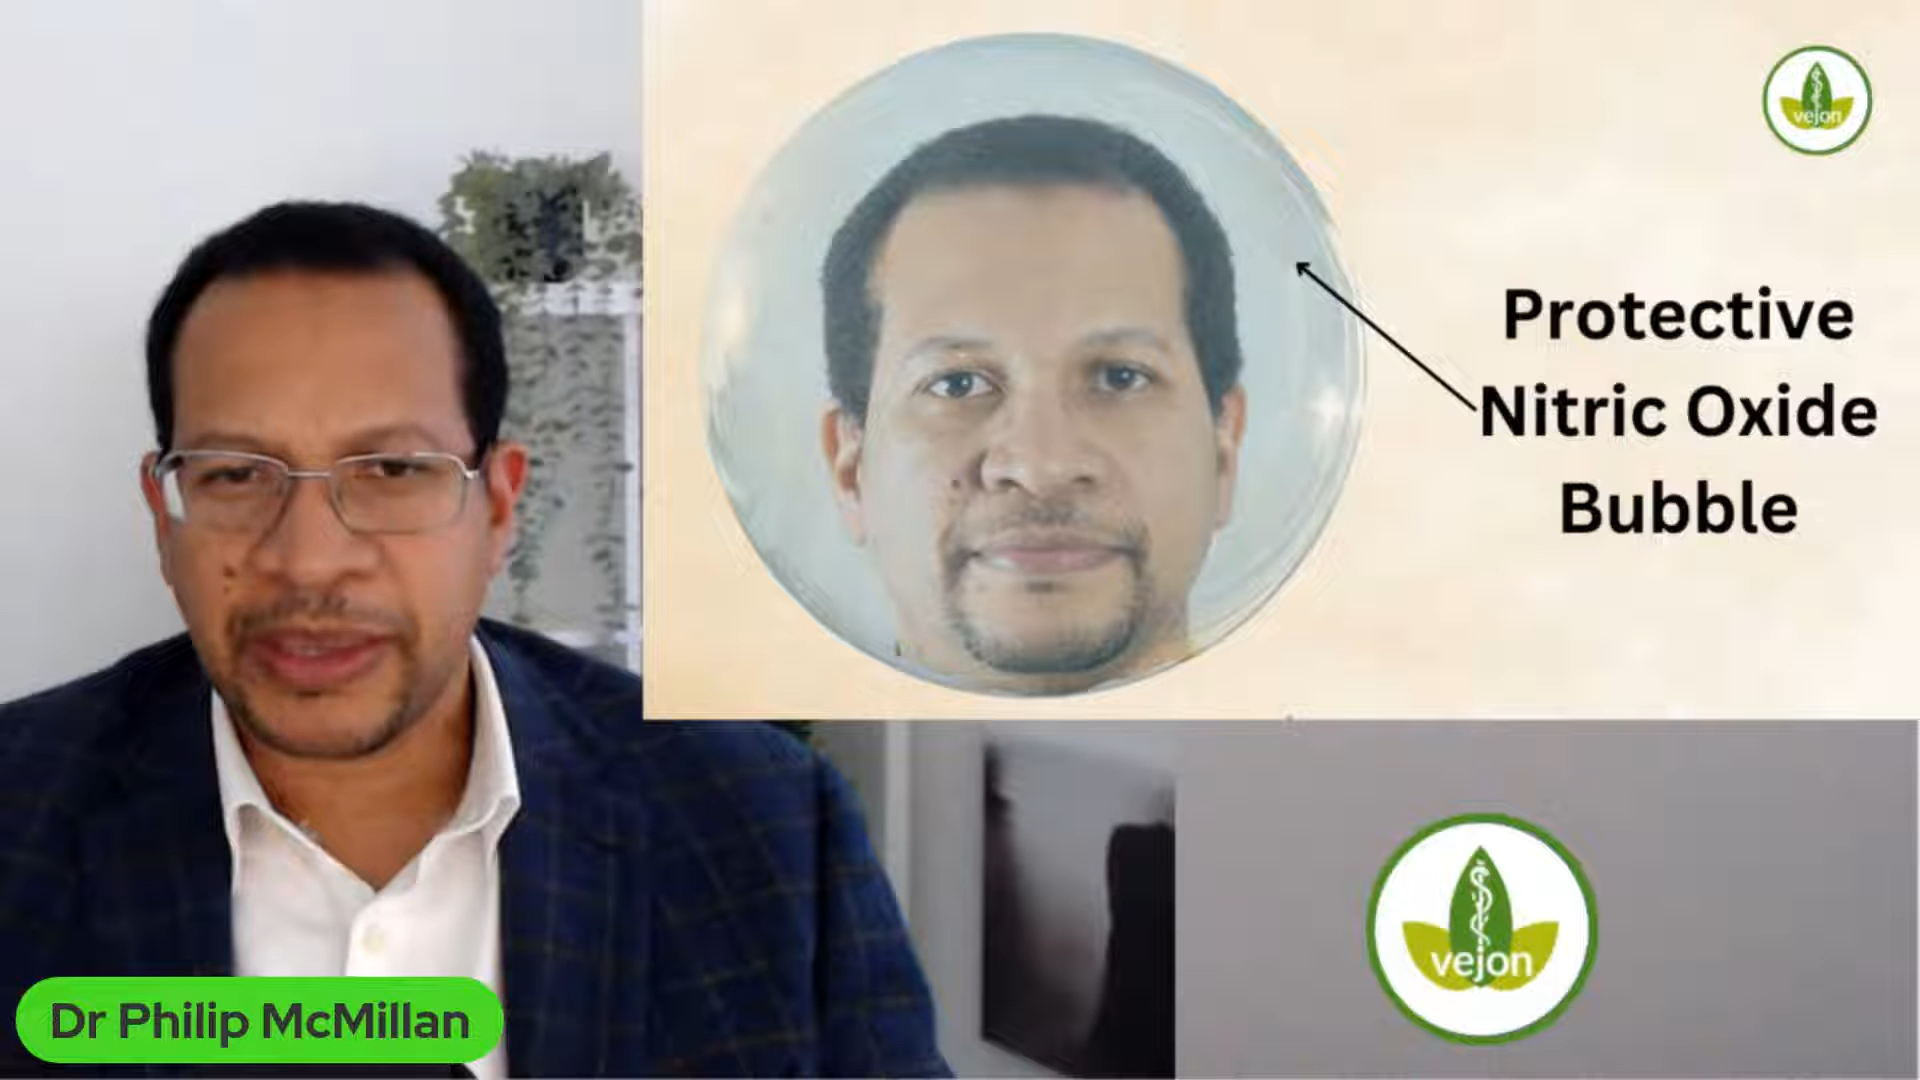 vejon
Protective
Nitric Oxide
Bubble
vejon
Dr Philip McMillan